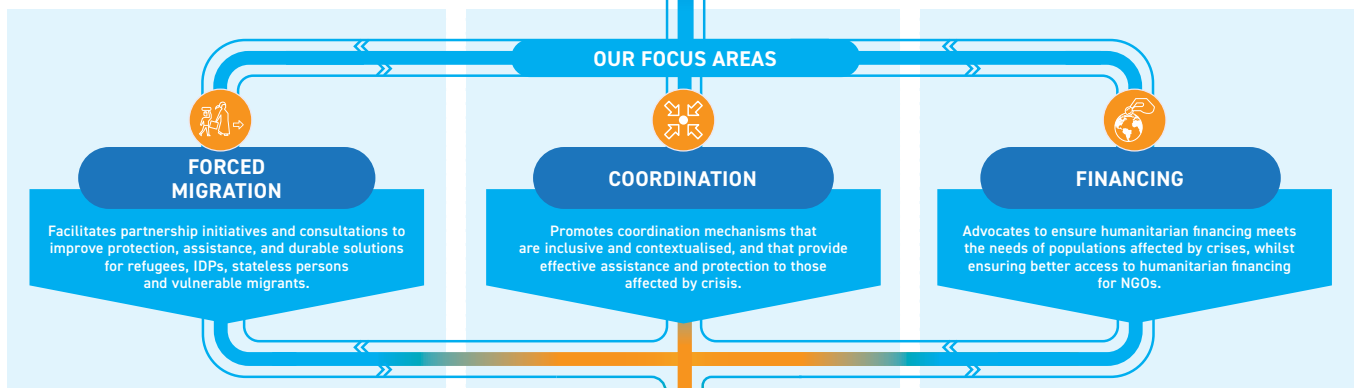 OUR FOCUS AREAS
FORCED
MIGRATION
Facilitates partnership initiatives and consultations to
improve protection, assistance, and durable solutions
for refugees, IDPs, stateless persons
and vulnerable migrants.
COORDINATION
Promotes coordination mechanisms that
are inclusive and contextualised, and that provide
effective assistance and protection to those
affected by crisis.
FINANCING
Advocates to ensure humanitarian financing meets
the needs of populations affected by crises, whilst
ensuring better access to humanitarian financing
for NGOs.